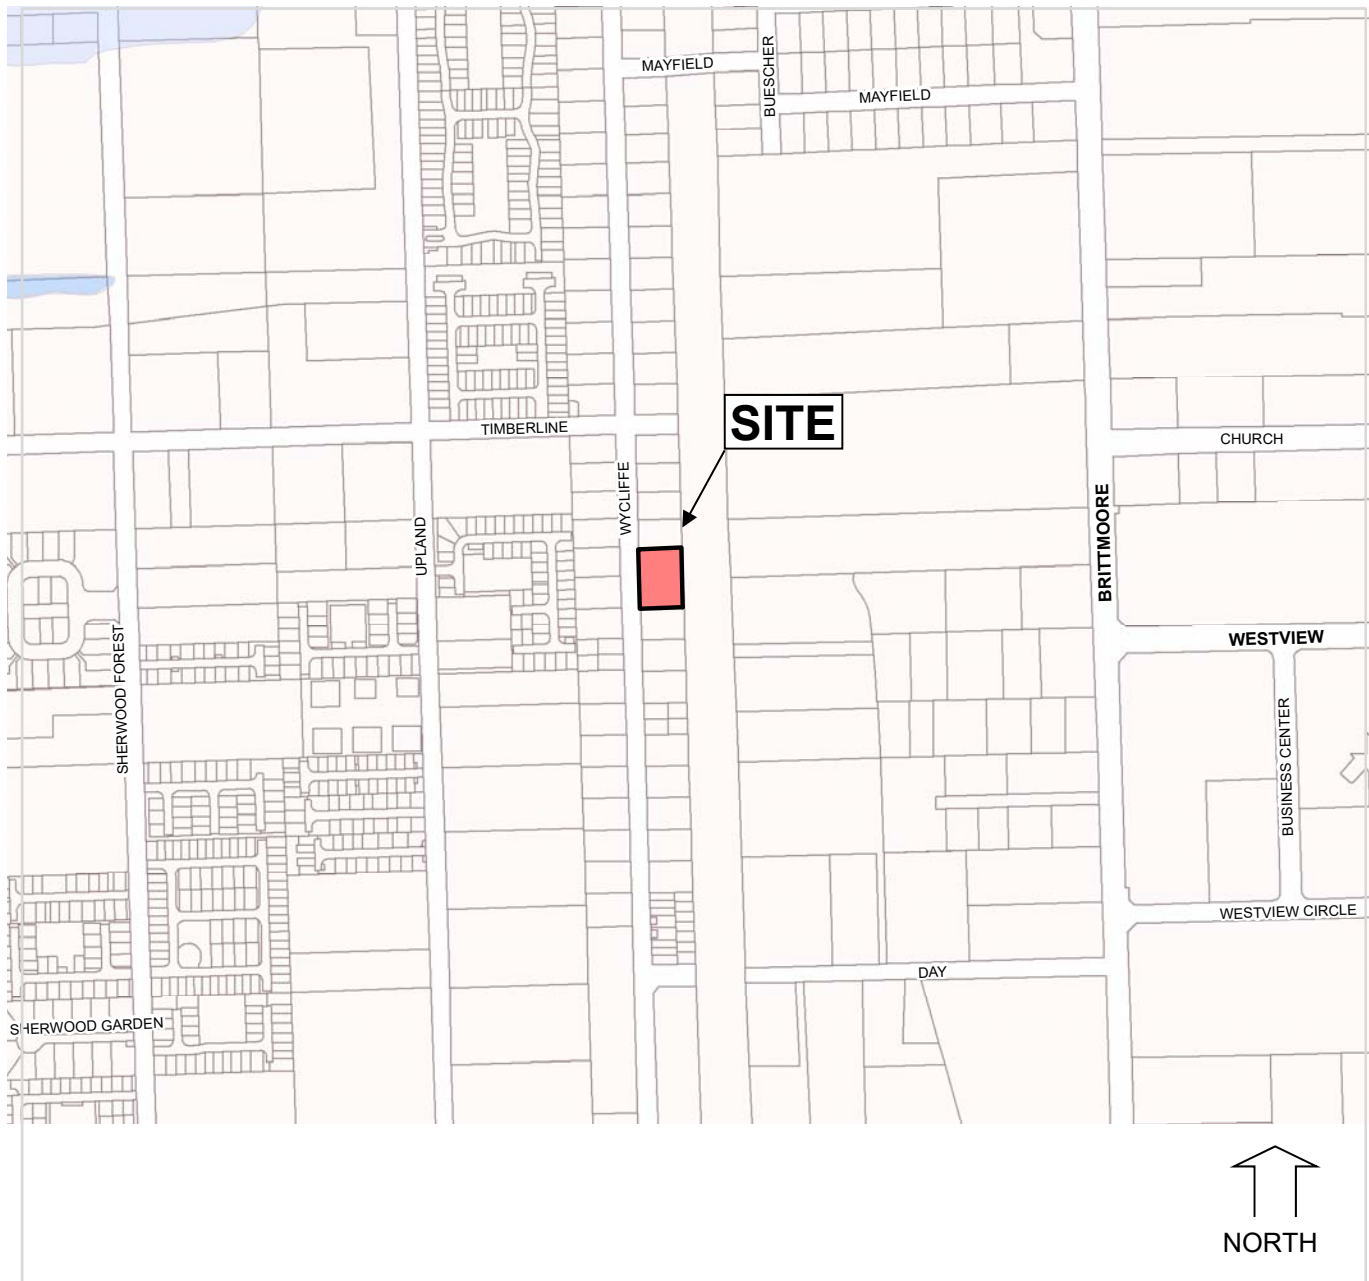 MAYFIELD
BUESCHER
MAYFIELD
SITE
TIMBERLINE
CHURCH
WYCLIFFE
UPLAND
BRITTMOORE
WESTVIEW
SHERWOOD FOREST
BUSINESS CENTER
WESTVIEW CIRCLE
DAY
SHERWOOD GARDEN
NORTH